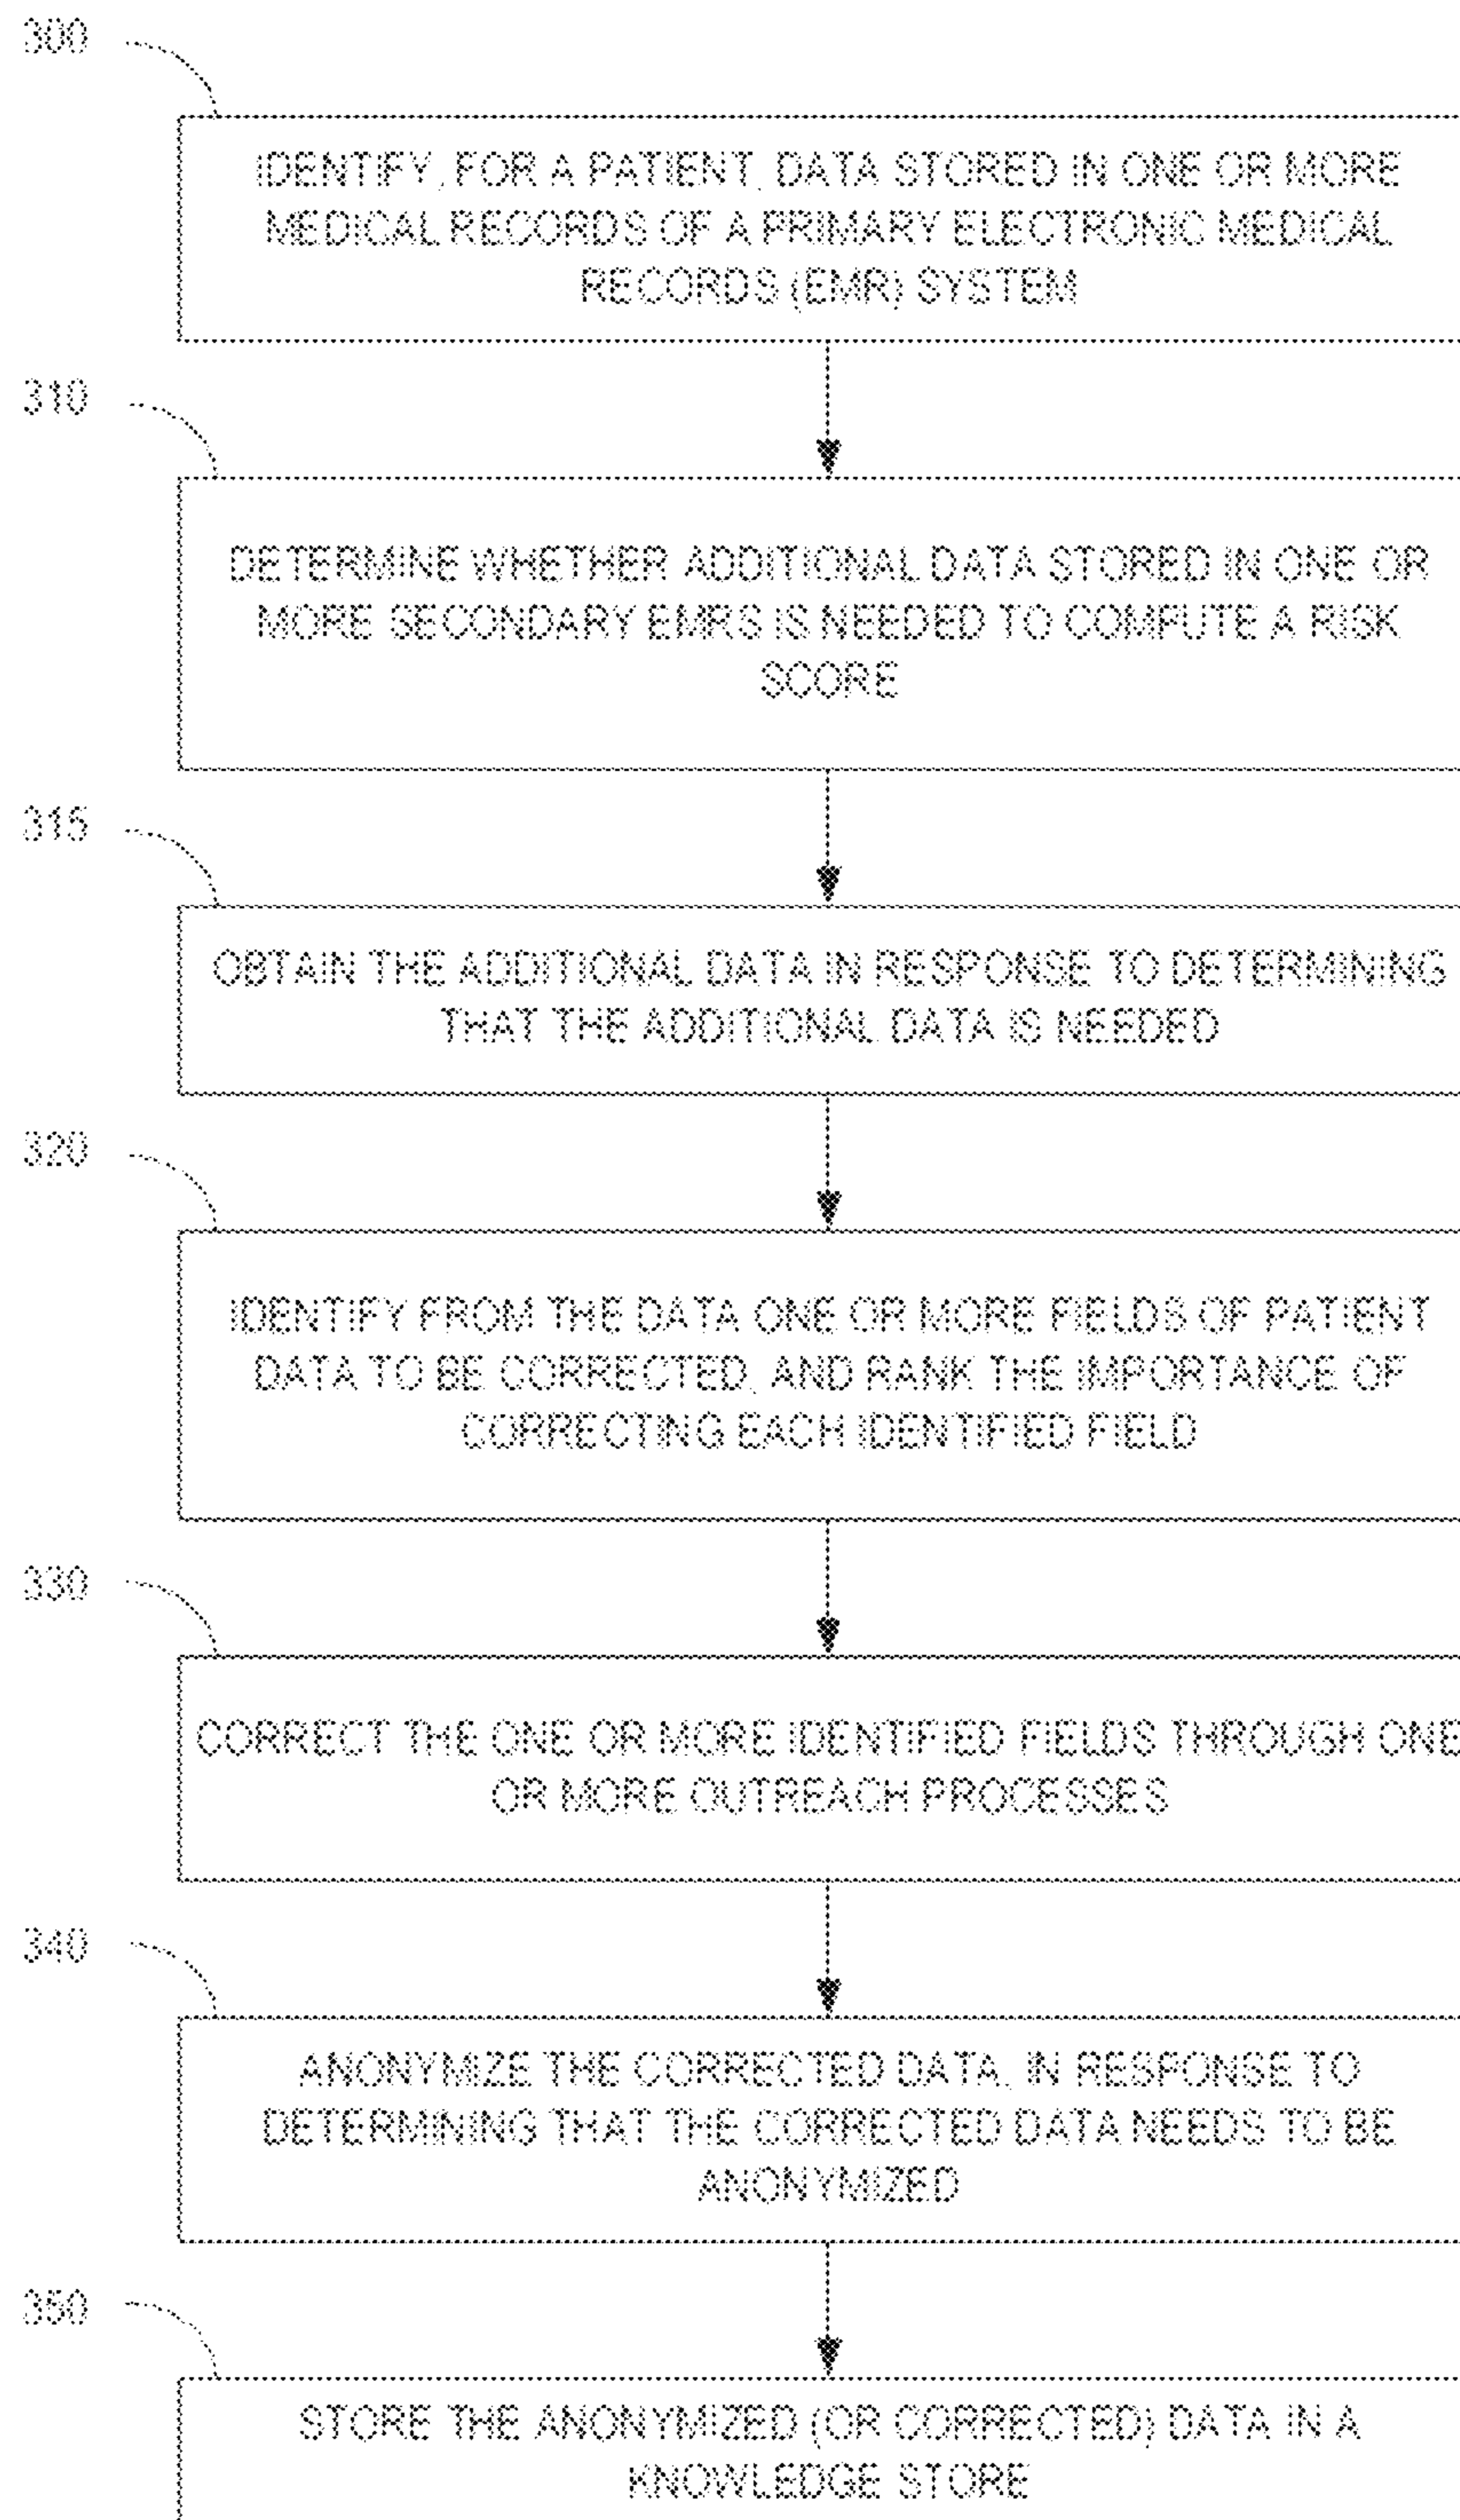 300
IDENTIFY, FOR A PATIENT, DATA STORED IN ONE OR MORE
MEDICAL RECORDS OF A PRIMARY ELECTRONIC MEDICAL
RECORDS (EMR) SYSTEM
310
DETERMINE WHETHER ADDITIONAL DATA STORED IN ONE OR
MORE SECONDARY EMRS IS NEEDED TO COMPUTE A RISK
SCORE
315
OBTAIN THE ADDITIONAL DATA IN RESPONSE TO DETERMINING
THAT THE ADDITIONAL DATA IS NEEDED
320
IDENTIFY FROM THE DATA ONE OR MORE FIELDS OF PATIENT
DATA TO BE CORRECTED, AND RANK THE IMPORTANCE OF
CORRECTING EACH IDENTIFIED FIELD
330
CORRECT THE ONE OR MORE IDENTIFIED FIELDS THROUGH ONE
OR MORE OUTREACH PROCESSES
340
ANONYMIZE THE CORRECTED DATA, IN RESPONSE TO
DETERMINING THAT THE CORRECTED DATA NEEDS TO BE
ANONYMIZED
350
STORE THE ANONYMIZED (OR CORRECTED) DATA IN A
KNOWLEDGE STORE